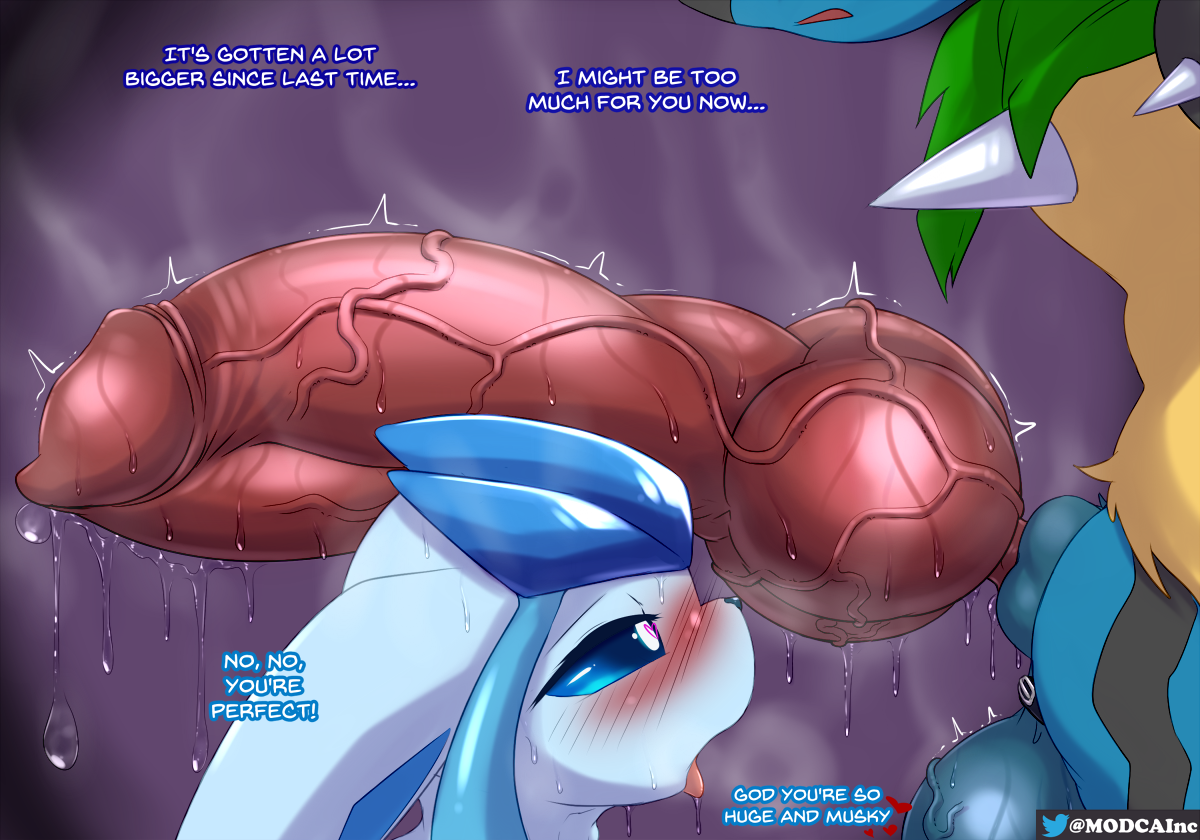 IT'S GOTTEN A LOT
BIGGER SINCE LAST TIME...
I MIGHT BE TOO
MUCH FOR YOU NOW...
NO, NO,
YOU'RE
PERFECT!
GOD YOU'RE SO
HUGE AND MUSKY
@MODCAInc